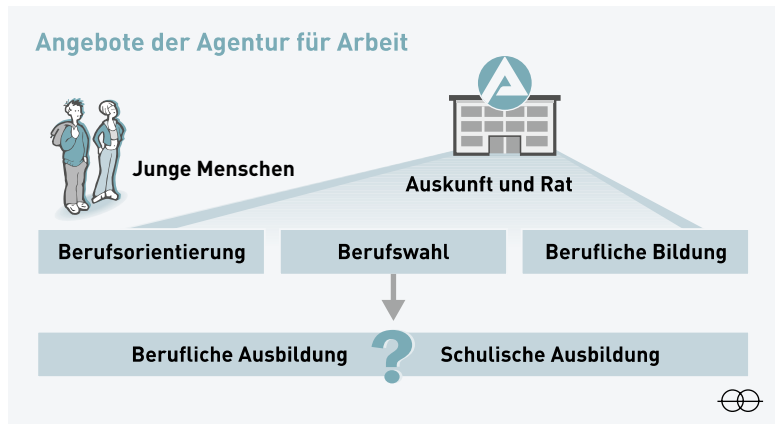 Angebote der Agentur für Arbeit
Junge Menschen
Auskunft und Rat
Berufsorientierung
Berufswahl
Berufliche Bildung
Berufliche Ausbildung
?
Schulische Ausbildung